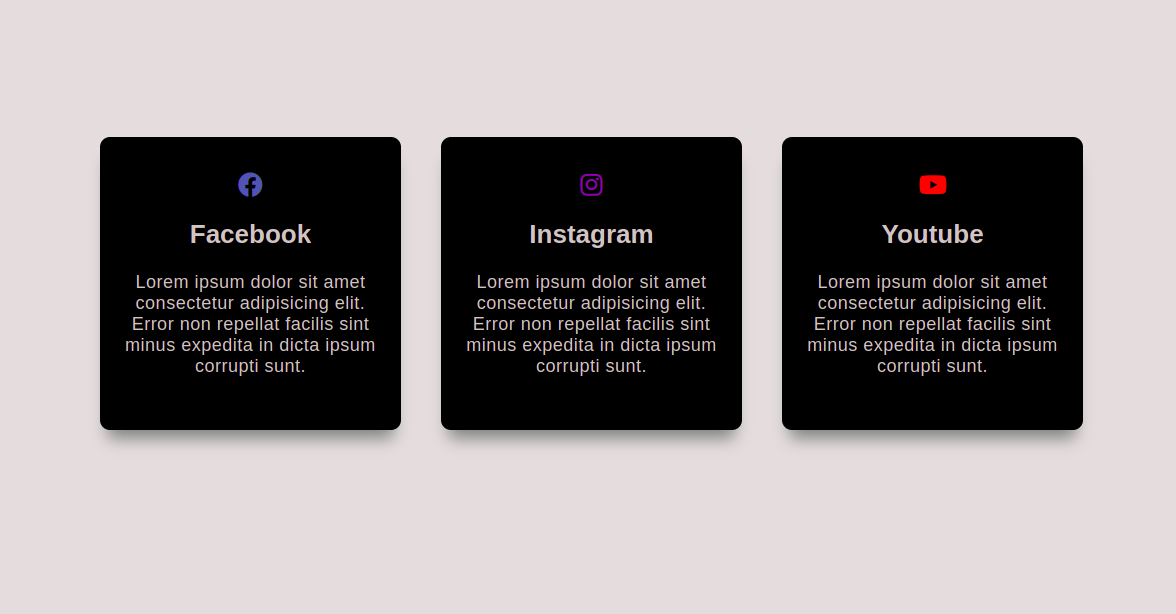 Facebook
Lorem ipsum dolor sit amet
consectetur adipisicing elit.
Error non repellat facilis sint
minus expedita in dicta ipsum
corrupti sunt.
Instagram
Lorem ipsum dolor sit amet
consectetur adipisicing elit.
Error non repellat facilis sint
minus expedita in dicta ipsum
corrupti sunt.
Youtube
Lorem ipsum dolor sit amet
consectetur adipisicing elit.
Error non repellat facilis sint
minus expedita in dicta ipsum
corrupti sunt.